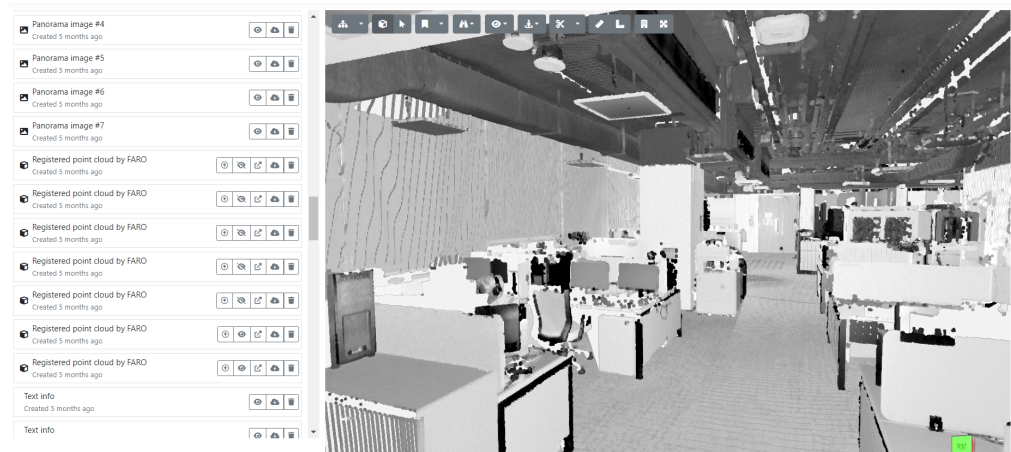 Panorama image #4
Created 5 months ago
Panorama image #5
Created 5 months ago
Panorama image #6
Created 5 months ago
Panorama image #7
Created 5 months ago
Registered point cloud by FARO
Created 5 months ago
Registered point cloud by FARO
Created 5 months ago
Registered point cloud by FARO
Created 5 months ago
Registered point cloud by FARO
Created 5 months ago
Registered point cloud by FARO
Created 5 months ago
Registered point cloud by FARO
Created 5 months ago
Registered point cloud by FARO
Created 5 months ago
Text info
Created 5 months ago
Text info